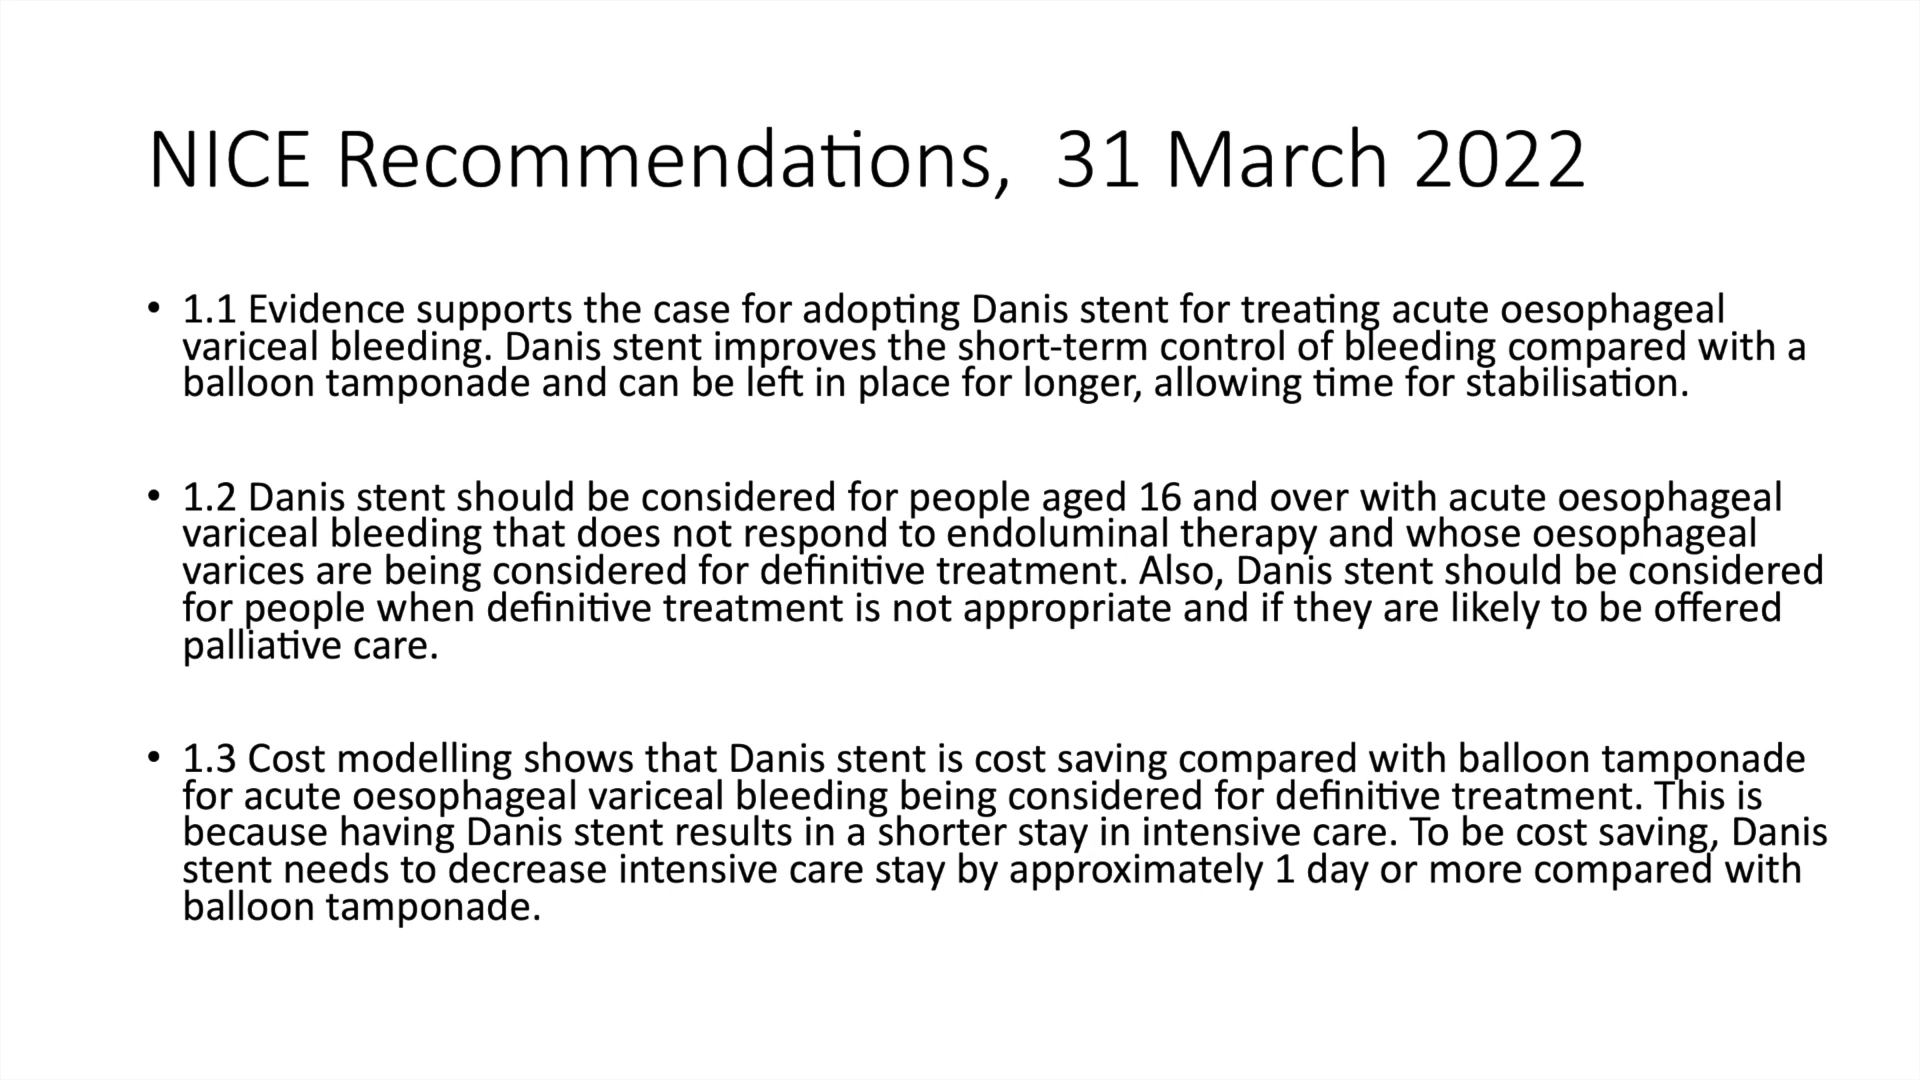 NICE Recommendations,  31 March 2022
• 1.1 Evidence supports the case for adopting Danis stent for treating acute oesophageal
variceal bleeding. Danis stent improves the short-term control of bleeding compared with a
balloon tamponade and can be left in place for longer, allowing time for stabilisation.
• 1.2 Danis stent should be considered for people aged 16 and over with acute oesophageal
variceal bleeding that does not respond to endoluminal therapy and whose oesophageal
varices are being considered for definitive treatment. Also, Danis stent should be considered
for people when definitive treatment is not appropriate and if they are likely to be offered
palliative care.
• 1.3 Cost modelling shows that Danis stent is cost saving compared with balloon tamponade
for acute oesophageal variceal bleeding being considered for definitive treatment. This is
because having Danis stent results in a shorter stay in intensive care. To be cost saving, Danis
stent needs to decrease intensive care stay by approximately 1 day or more compared with
balloon tamponade.